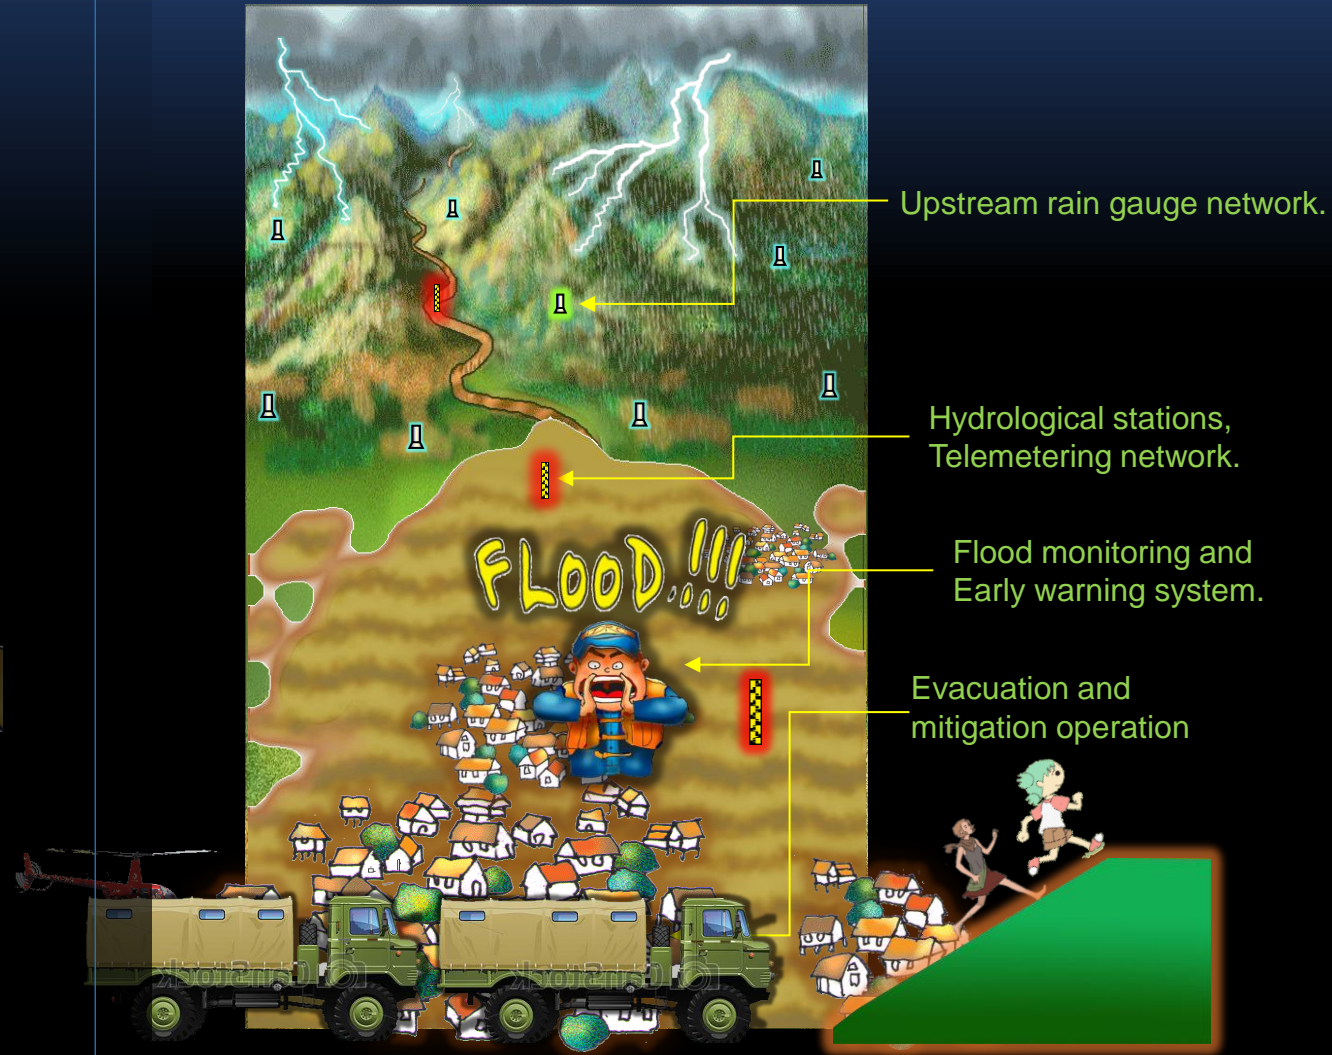 Upstream rain gauge network.
Hydrological stations,
Telemetering network.
FLOOD.!!!
Flood monitoring and
Early warning system.
Evacuation and
mitigation operation